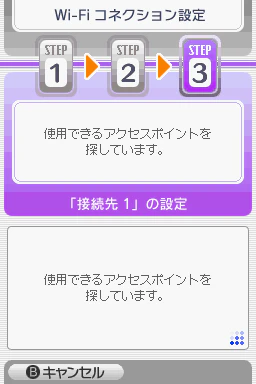 Wi-Fi コネクション設定
STEP 1
STEP 2
STEP 3
使用できるアクセスポイントを
探しています。
「接続先 1」の設定
使用できるアクセスポイントを
探しています。
B キャンセル